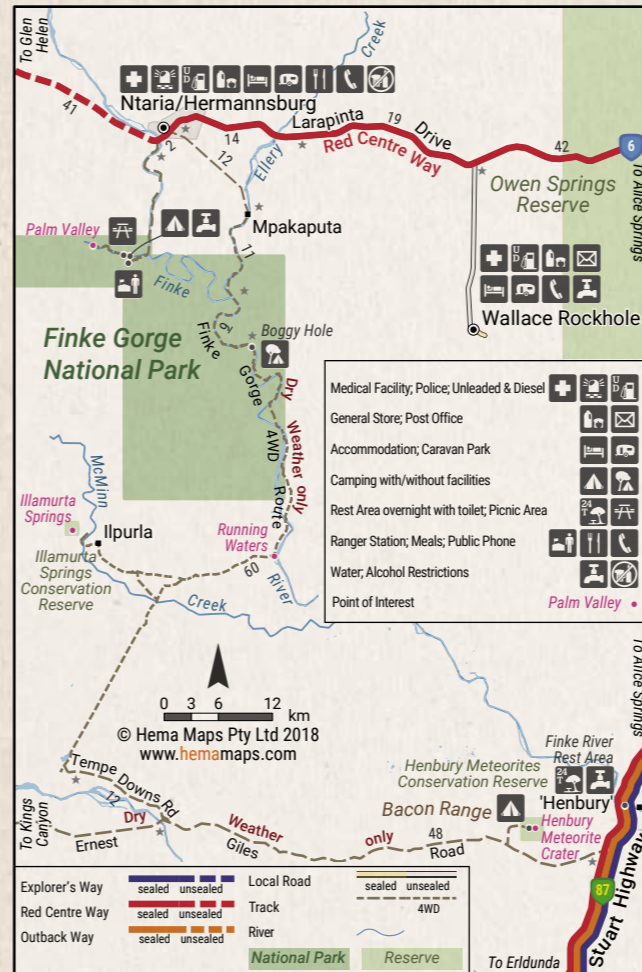 To Glen
Helen
Creek
UD
Ntaria/Hermannsburg
41
2
14
12
Larapinta
19
Drive
Red Centre Way
42
6
To Alice Springs
Ellery
Owen Springs
Reserve
Palm Valley
Mpakaputa
11
Finke
UD
Wallace Rockhole
Finke Gorge
National Park
9
Boggy Hole
Finke
Gorge
4WD
Route
Dry
Weather only
McMinn
Illamurta
Springs
Ilpurla
Running
Waters
Illamurta
Springs
Conservation
Reserve
60
River
Creek
Medical Facility; Police; Unleaded & Diesel
UD
General Store; Post Office
Accommodation; Caravan Park
Camping with/without facilities
Rest Area overnight with toilet; Picnic Area
24
T
Ranger Station; Meals; Public Phone
Water; Alcohol Restrictions
Point of Interest
Palm Valley
0 3 6 12
km
© Hema Maps Pty Ltd 2018
www.hemamaps.com
To Alice Springs
Finke River
Rest Area
24
T
Henbury Meteorites
Conservation Reserve
'Henbury'
Bacon Range
Henbury
Meteorite
Crater
Tempe Downs Rd
12
To Kings
Canyon
Dry
Weather
only
48
Ernest
Giles
Road
87
Stuart Highway
To Erldunda
Explorer's Way
sealed unsealed
Red Centre Way
sealed unsealed
Outback Way
sealed unsealed
Local Road
sealed unsealed
Track
4WD
River
National Park
Reserve